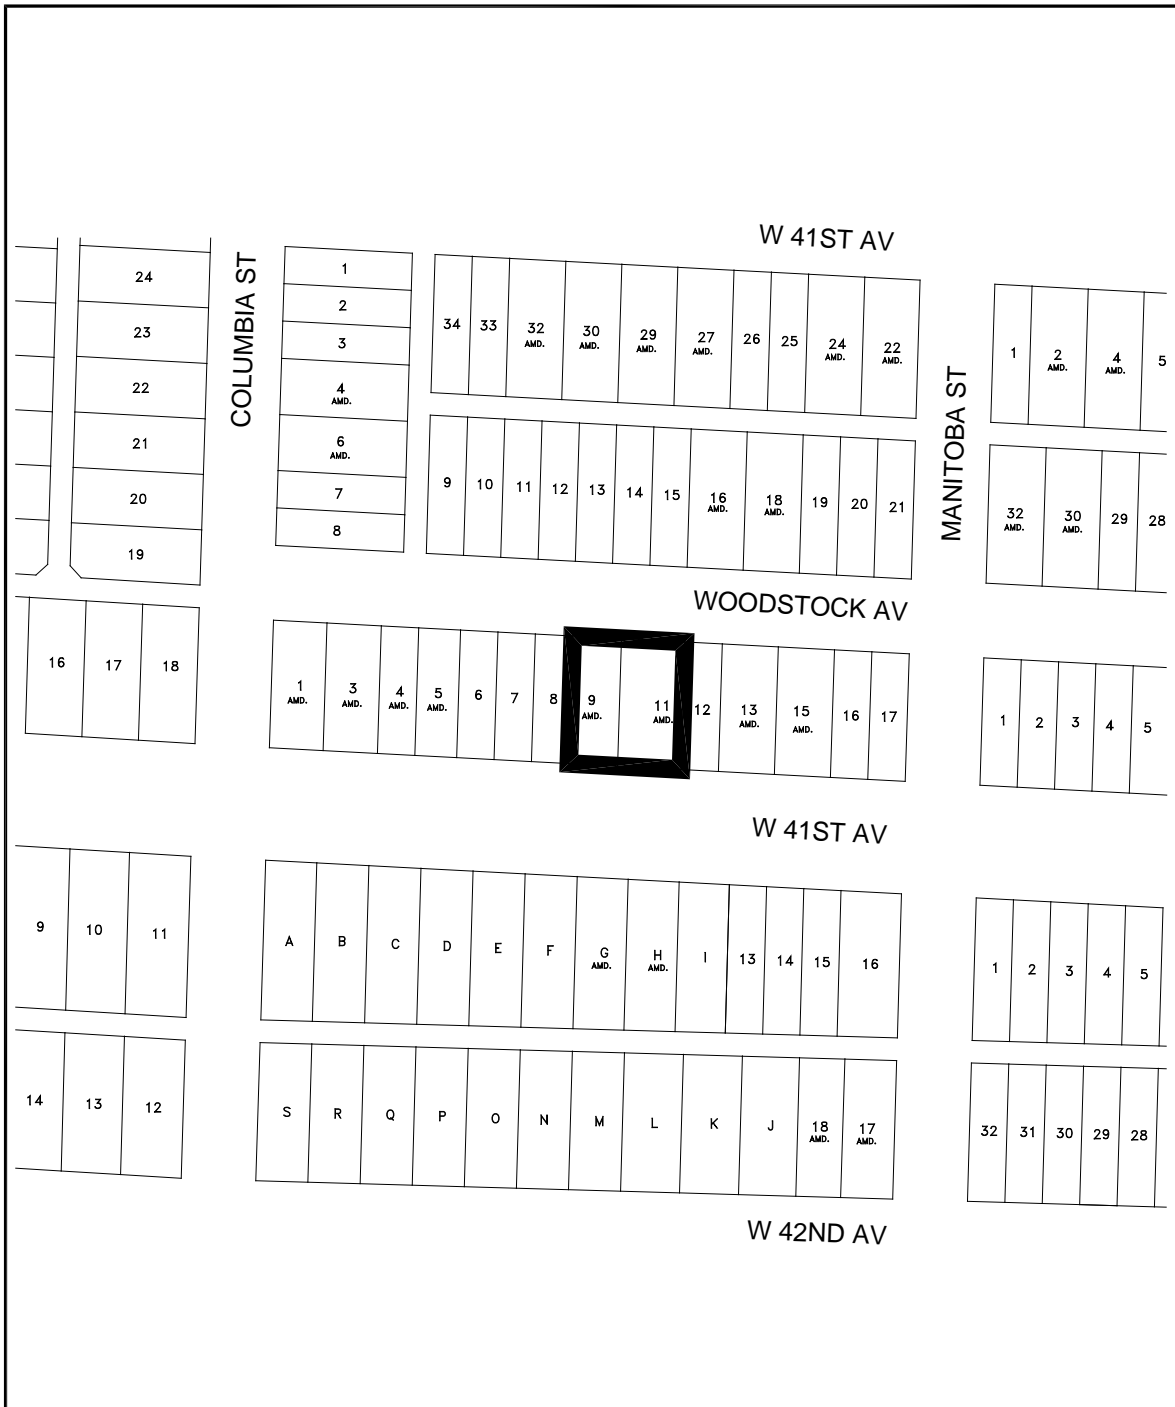 W 41ST AV
COLUMBIA ST
MANITOBA ST
24
23
22
21
20
19
1
2
3
4
AMD.
6
AMD.
7
8
34 33 32 30 29 27 26 25 24 22
AMD. AMD. AMD. AMD. AMD. AMD.
9 10 11 12 13 14 15 16 18 19 20 21
AMD. AMD.
1 2 4 5
AMD. AMD.
32 30 29 28
AMD. AMD.
WOODSTOCK AV
16 17 18
1 3 4 5 6 7 8 9 11 12 13 15 16 17
AMD. AMD. AMD. AMD. AMD. AMD. AMD. AMD.
1 2 3 4 5
W 41ST AV
9 10 11
A B C D E F G H I 13 14 15 16
AMD. AMD.
1 2 3 4 5
14 13 12
S R Q P O N M L K J 18 17
AMD. AMD.
32 31 30 29 28
W 42ND AV